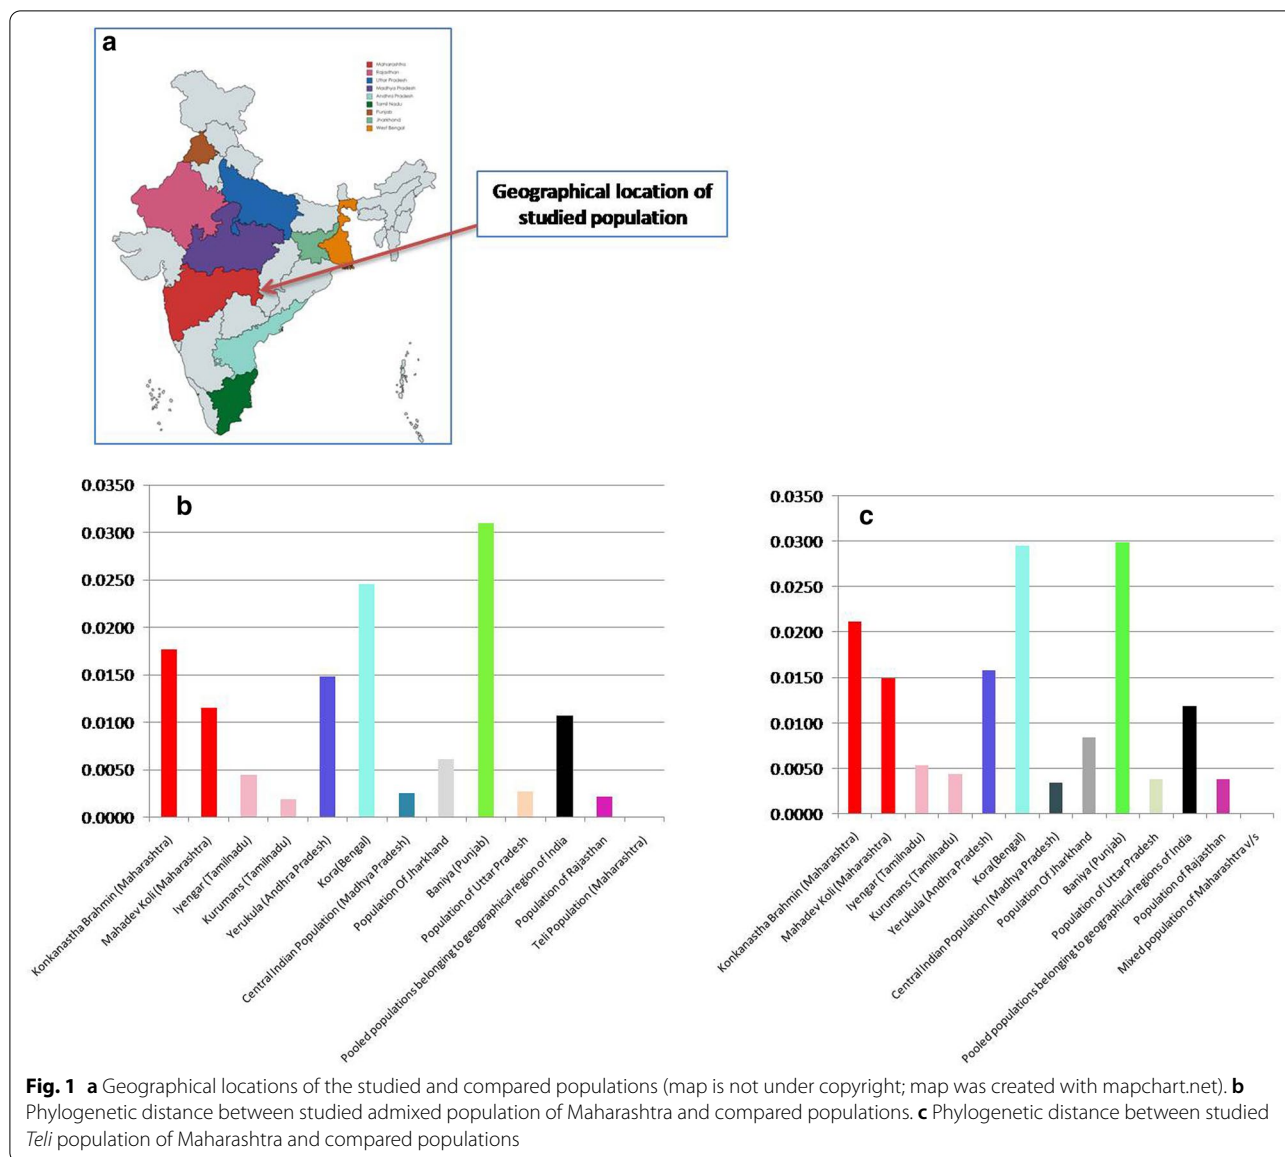 a
Maharashtra
Rajasthan
Uttar Pradesh
Madhya Pradesh
Andhra Pradesh
Tamil Nadu
Punjab
Jharkhand
West Bengal
Geographical location of
studied population
b
0.0350
0.0300
0.0250
0.0200
0.0150
0.0100
0.0050
0.0000
Konkanastha Brahmin (Maharashtra)
Mahadev Koli (Maharashtra)
Iyengar (Tamilnadu)
Kurumans (Tamilnadu)
Yerukula (Andhra Pradesh)
Kora(Bengal)
Central Indian Population (Madhya Pradesh)
Population Of Jharkhand
Baniya (Punjab)
Population of Uttar Pradesh
Pooled populations belonging to geographical region of India
Population of Rajasthan
Teli Population (Maharashtra)
c
0.0350
0.0300
0.0250
0.0200
0.0150
0.0100
0.0050
0.0000
Konkanastha Brahmin (Maharashtra)
Mahadev Koli (Maharashtra)
Iyengar (Tamilnadu)
Kurumans (Tamilnadu)
Yerukula (Andhra Pradesh)
Kora (Bengal)
Central Indian Population (Madhya Pradesh)
Population Of Jharkhand
Baniya (Punjab)
Population of Uttar Pradesh
Pooled populations belonging to geographical regions of India
Population of Rajasthan
Mixed population of Maharashtra V/s
Fig. 1 a Geographical locations of the studied and compared populations (map is not under copyright; map was created with mapchart.net). b
Phylogenetic distance between studied admixed population of Maharashtra and compared populations. c Phylogenetic distance between studied
Teli population of Maharashtra and compared populations